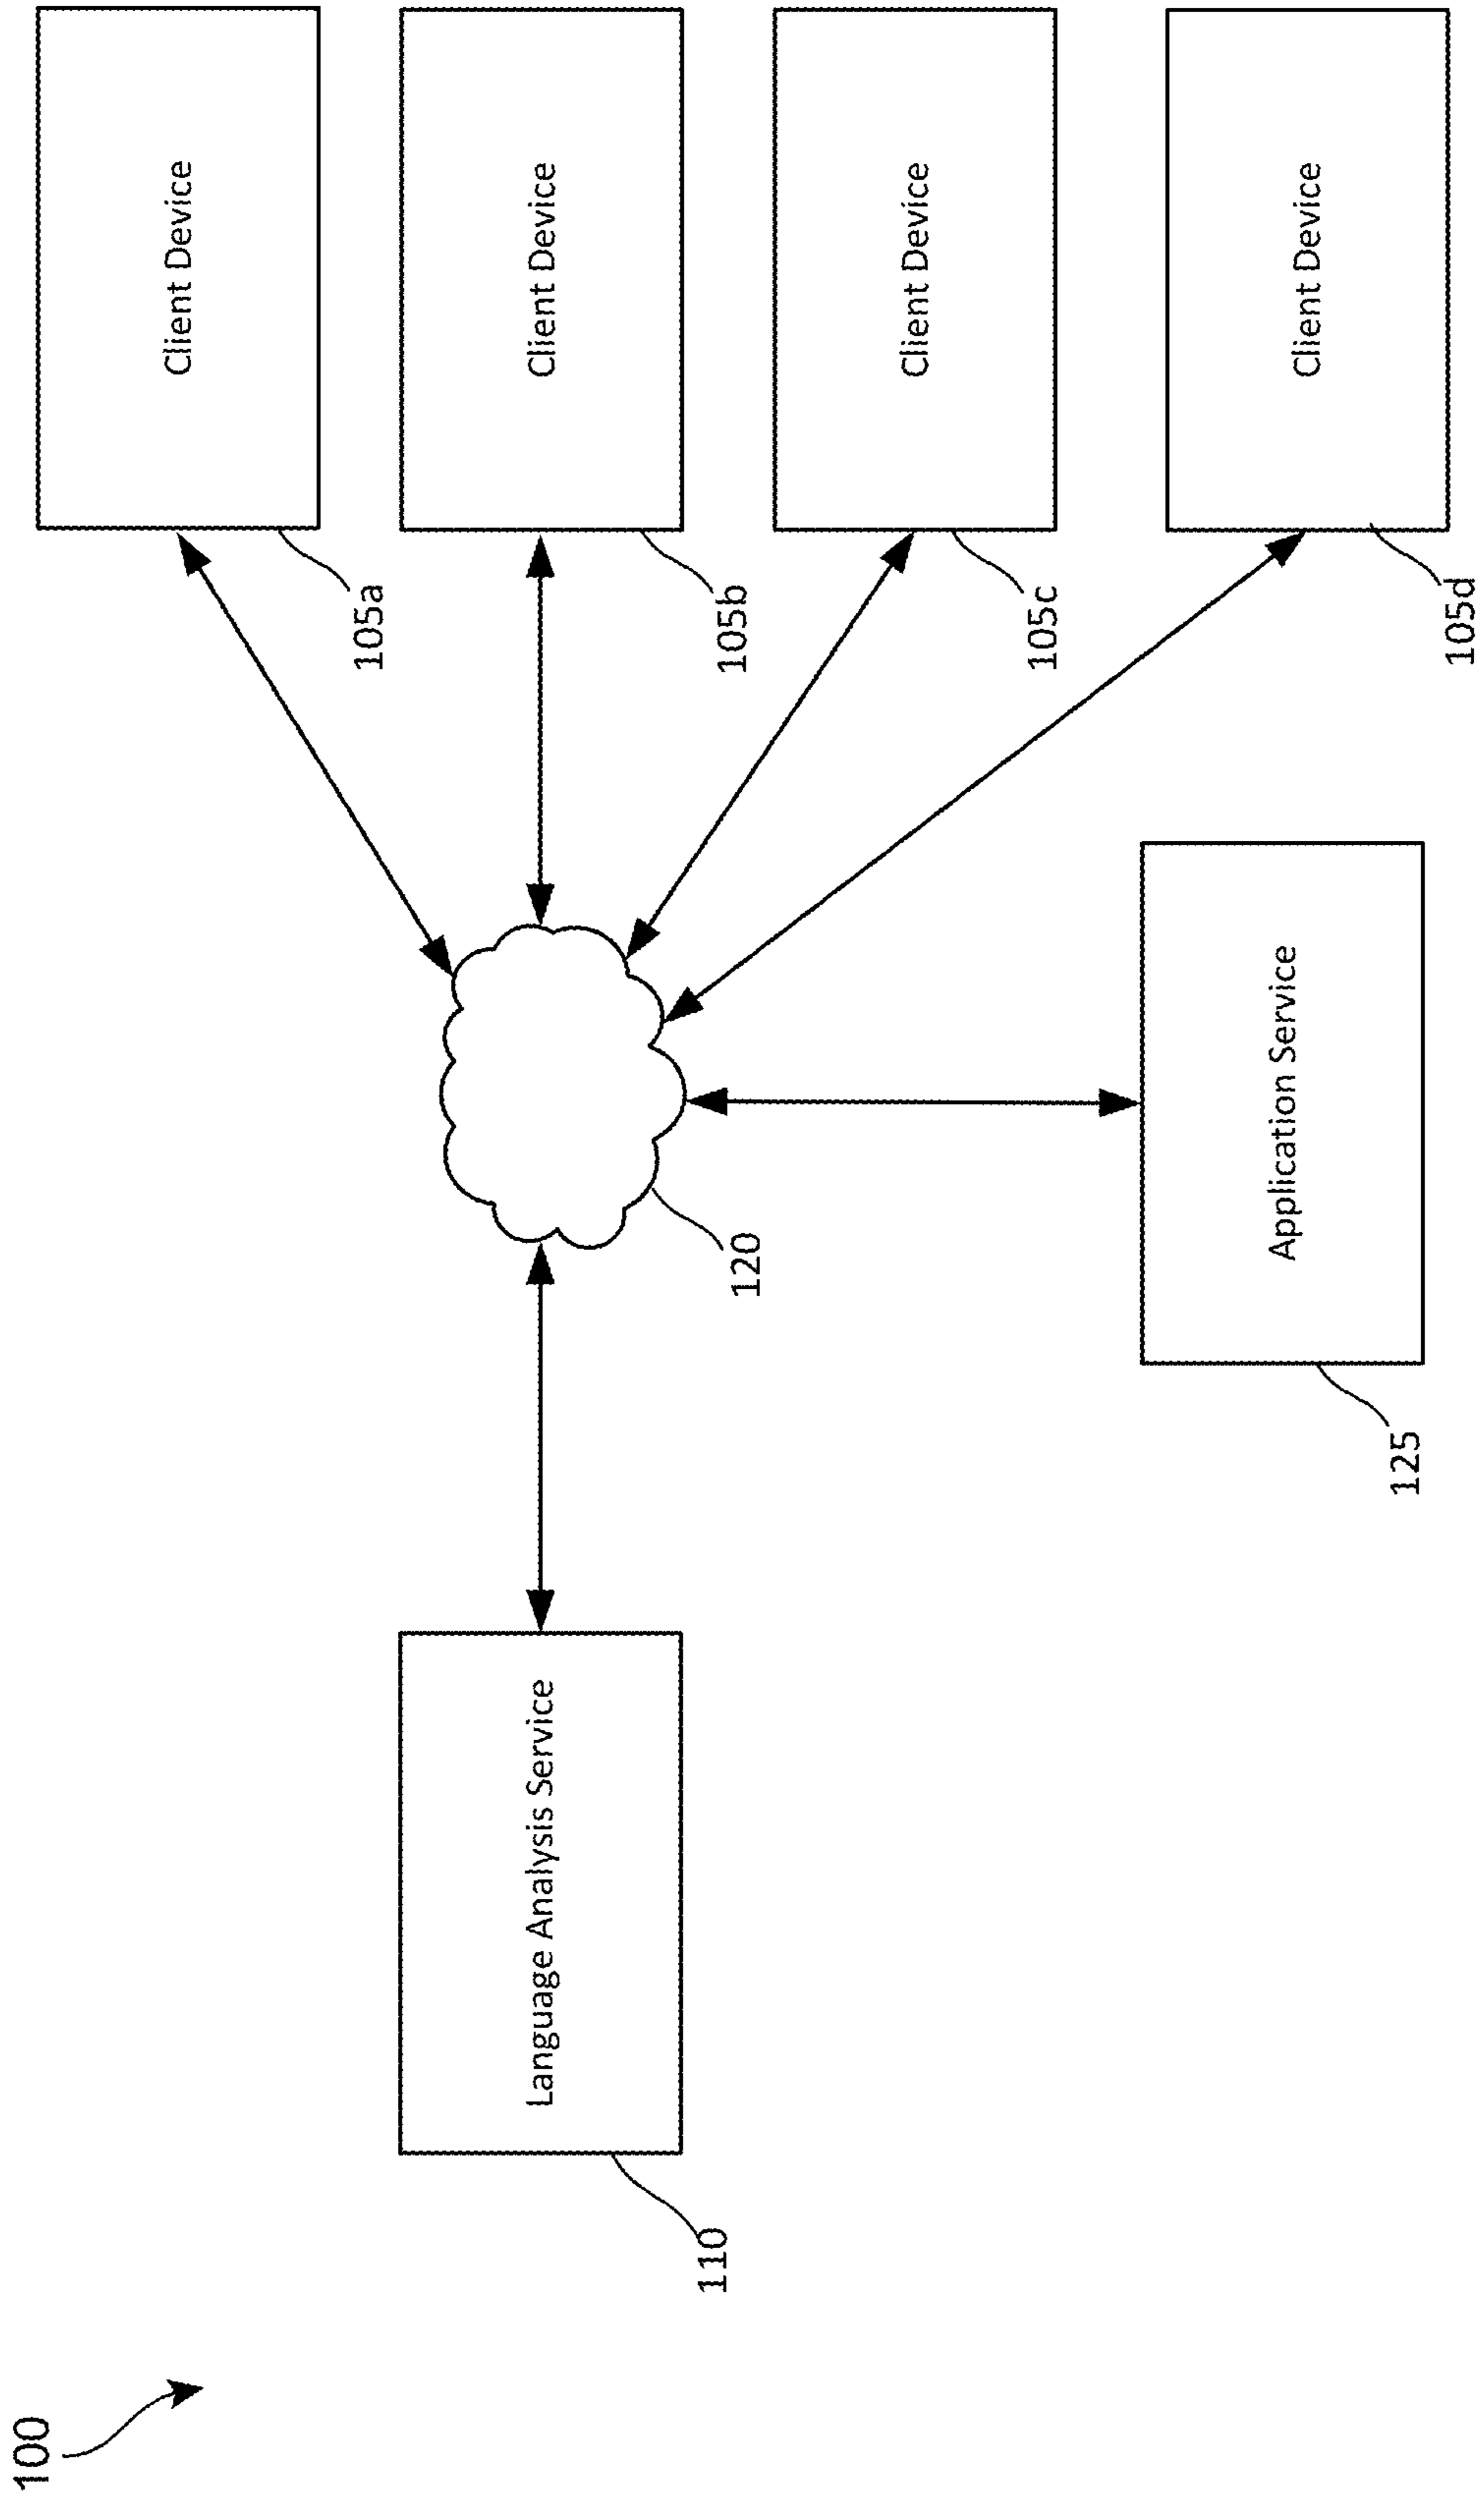 100
Client Device
105a
Language Analysis Service
110
120
Client Device
105b
Client Device
105c
Application Service
125
Client Device
105d